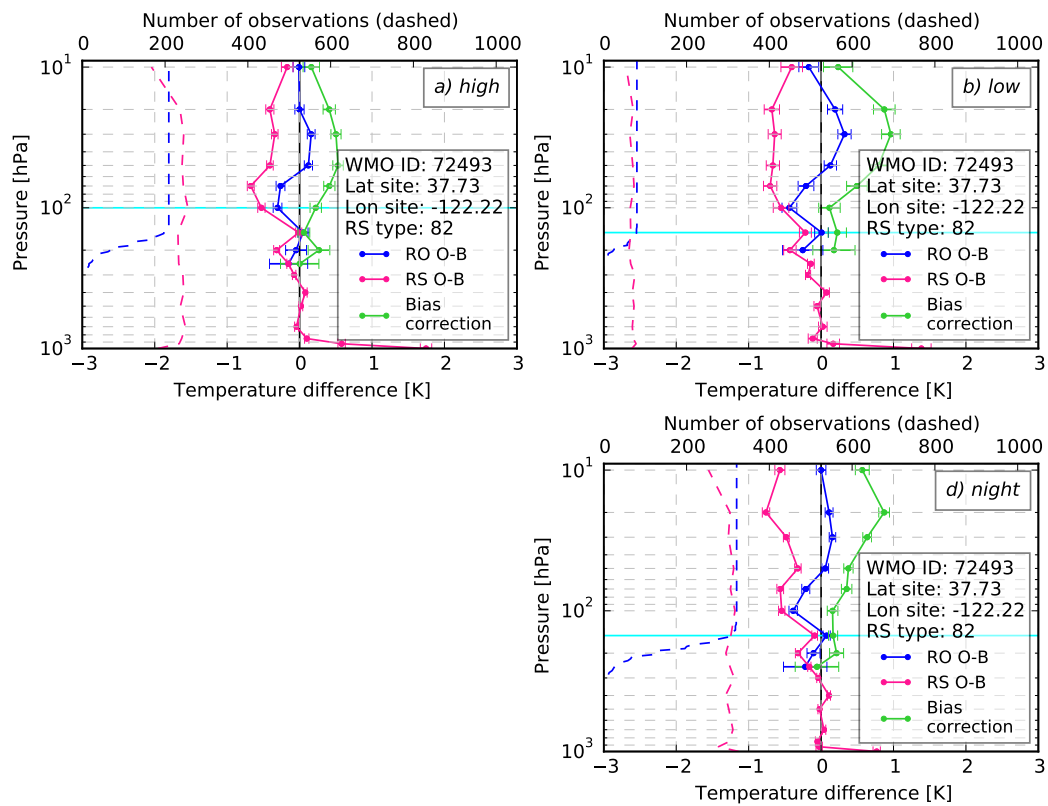 Number of observations (dashed)
0 200 400 600 800 1000
a) high
Pressure [hPa]
10¹
10²
10³
WMO ID: 72493
Lat site: 37.73
Lon site: -122.22
RS type: 82
RO O-B
RS O-B
Bias
correction
−3 −2 −1 0 1 2 3
Temperature difference [K]
Number of observations (dashed)
0 200 400 600 800 1000
b) low
Pressure [hPa]
10¹
10²
10³
WMO ID: 72493
Lat site: 37.73
Lon site: -122.22
RS type: 82
RO O-B
RS O-B
Bias
correction
−3 −2 −1 0 1 2 3
Temperature difference [K]
Number of observations (dashed)
0 200 400 600 800 1000
d) night
Pressure [hPa]
10¹
10²
10³
WMO ID: 72493
Lat site: 37.73
Lon site: -122.22
RS type: 82
RO O-B
RS O-B
Bias
correction
−3 −2 −1 0 1 2 3
Temperature difference [K]